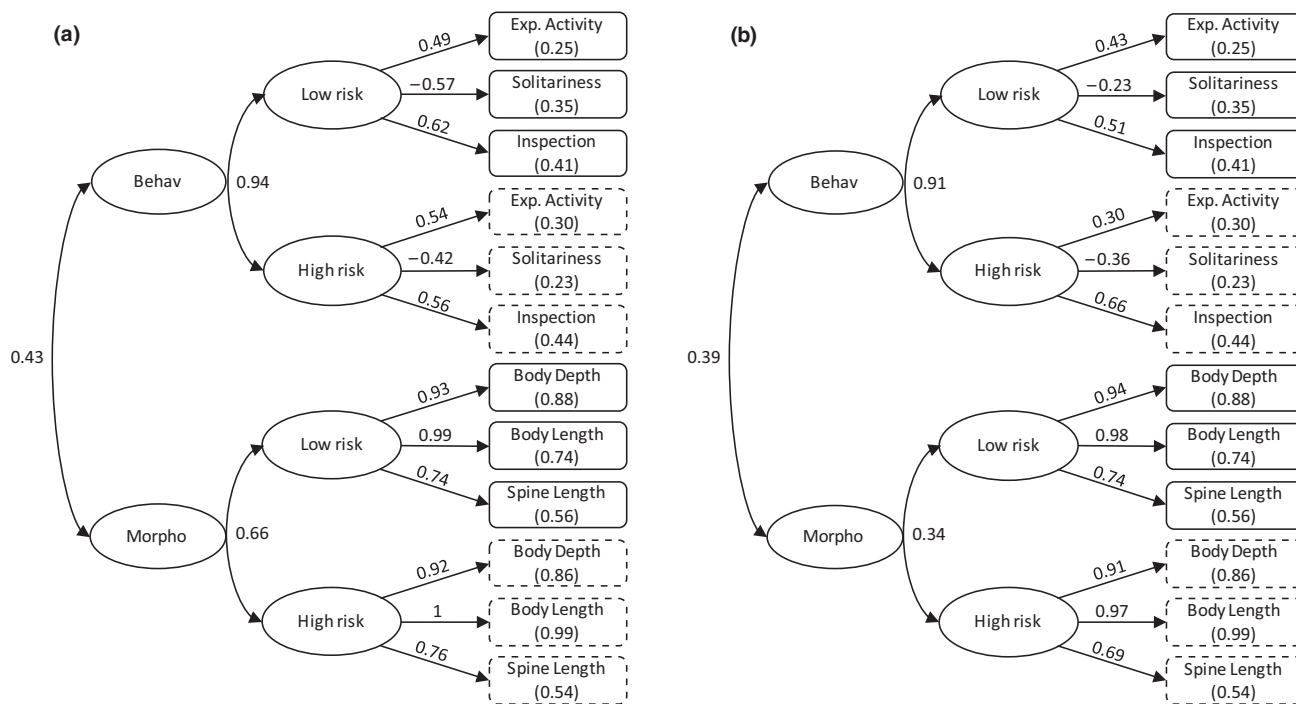 (a)
Behav
Morpho
0.43
0.94
0.66
Low risk
High risk
Low risk
High risk
0.49
−0.57
0.62
0.54
−0.42
0.56
0.93
0.99
0.74
0.92
1
0.76
Exp. Activity
(0.25)
Solitariness
(0.35)
Inspection
(0.41)
Exp. Activity
(0.30)
Solitariness
(0.23)
Inspection
(0.44)
Body Depth
(0.88)
Body Length
(0.74)
Spine Length
(0.56)
Body Depth
(0.86)
Body Length
(0.99)
Spine Length
(0.54)
(b)
Behav
Morpho
0.39
0.91
0.34
Low risk
High risk
Low risk
High risk
0.43
−0.23
0.51
0.30
−0.36
0.66
0.94
0.98
0.74
0.91
0.97
0.69
Exp. Activity
(0.25)
Solitariness
(0.35)
Inspection
(0.41)
Exp. Activity
(0.30)
Solitariness
(0.23)
Inspection
(0.44)
Body Depth
(0.88)
Body Length
(0.74)
Spine Length
(0.56)
Body Depth
(0.86)
Body Length
(0.99)
Spine Length
(0.54)